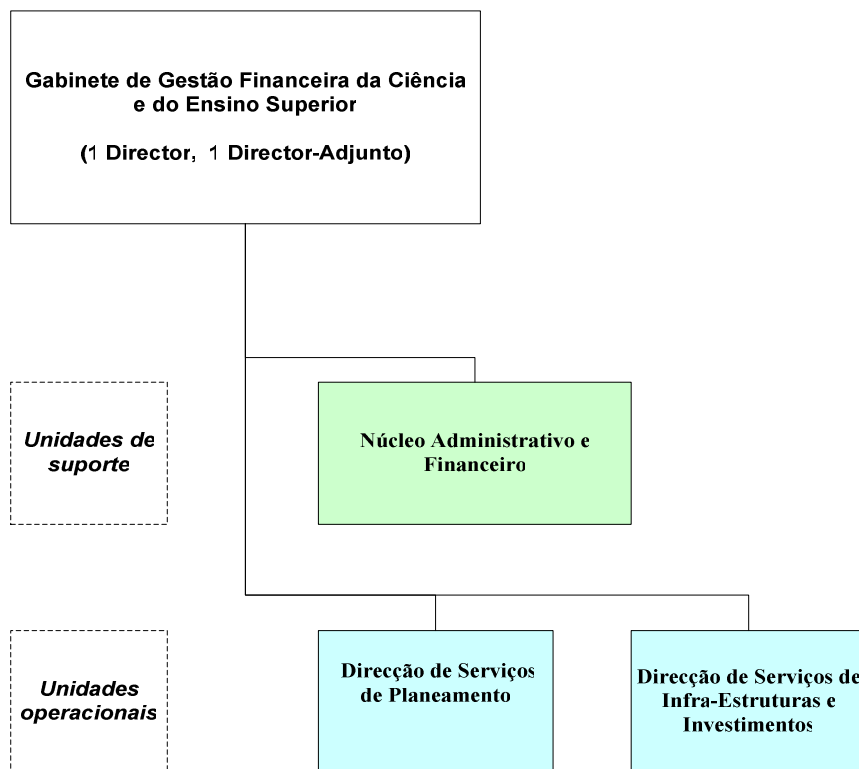 Gabinete de Gestão Financeira da Ciência
e do Ensino Superior
(1 Director, 1 Director-Adjunto)
Unidades de
suporte
Núcleo Administrativo e
Financeiro
Unidades
operacionais
Direcção de Serviços
de Planeamento
Direcção de Serviços de
Infra-Estruturas e
Investimentos